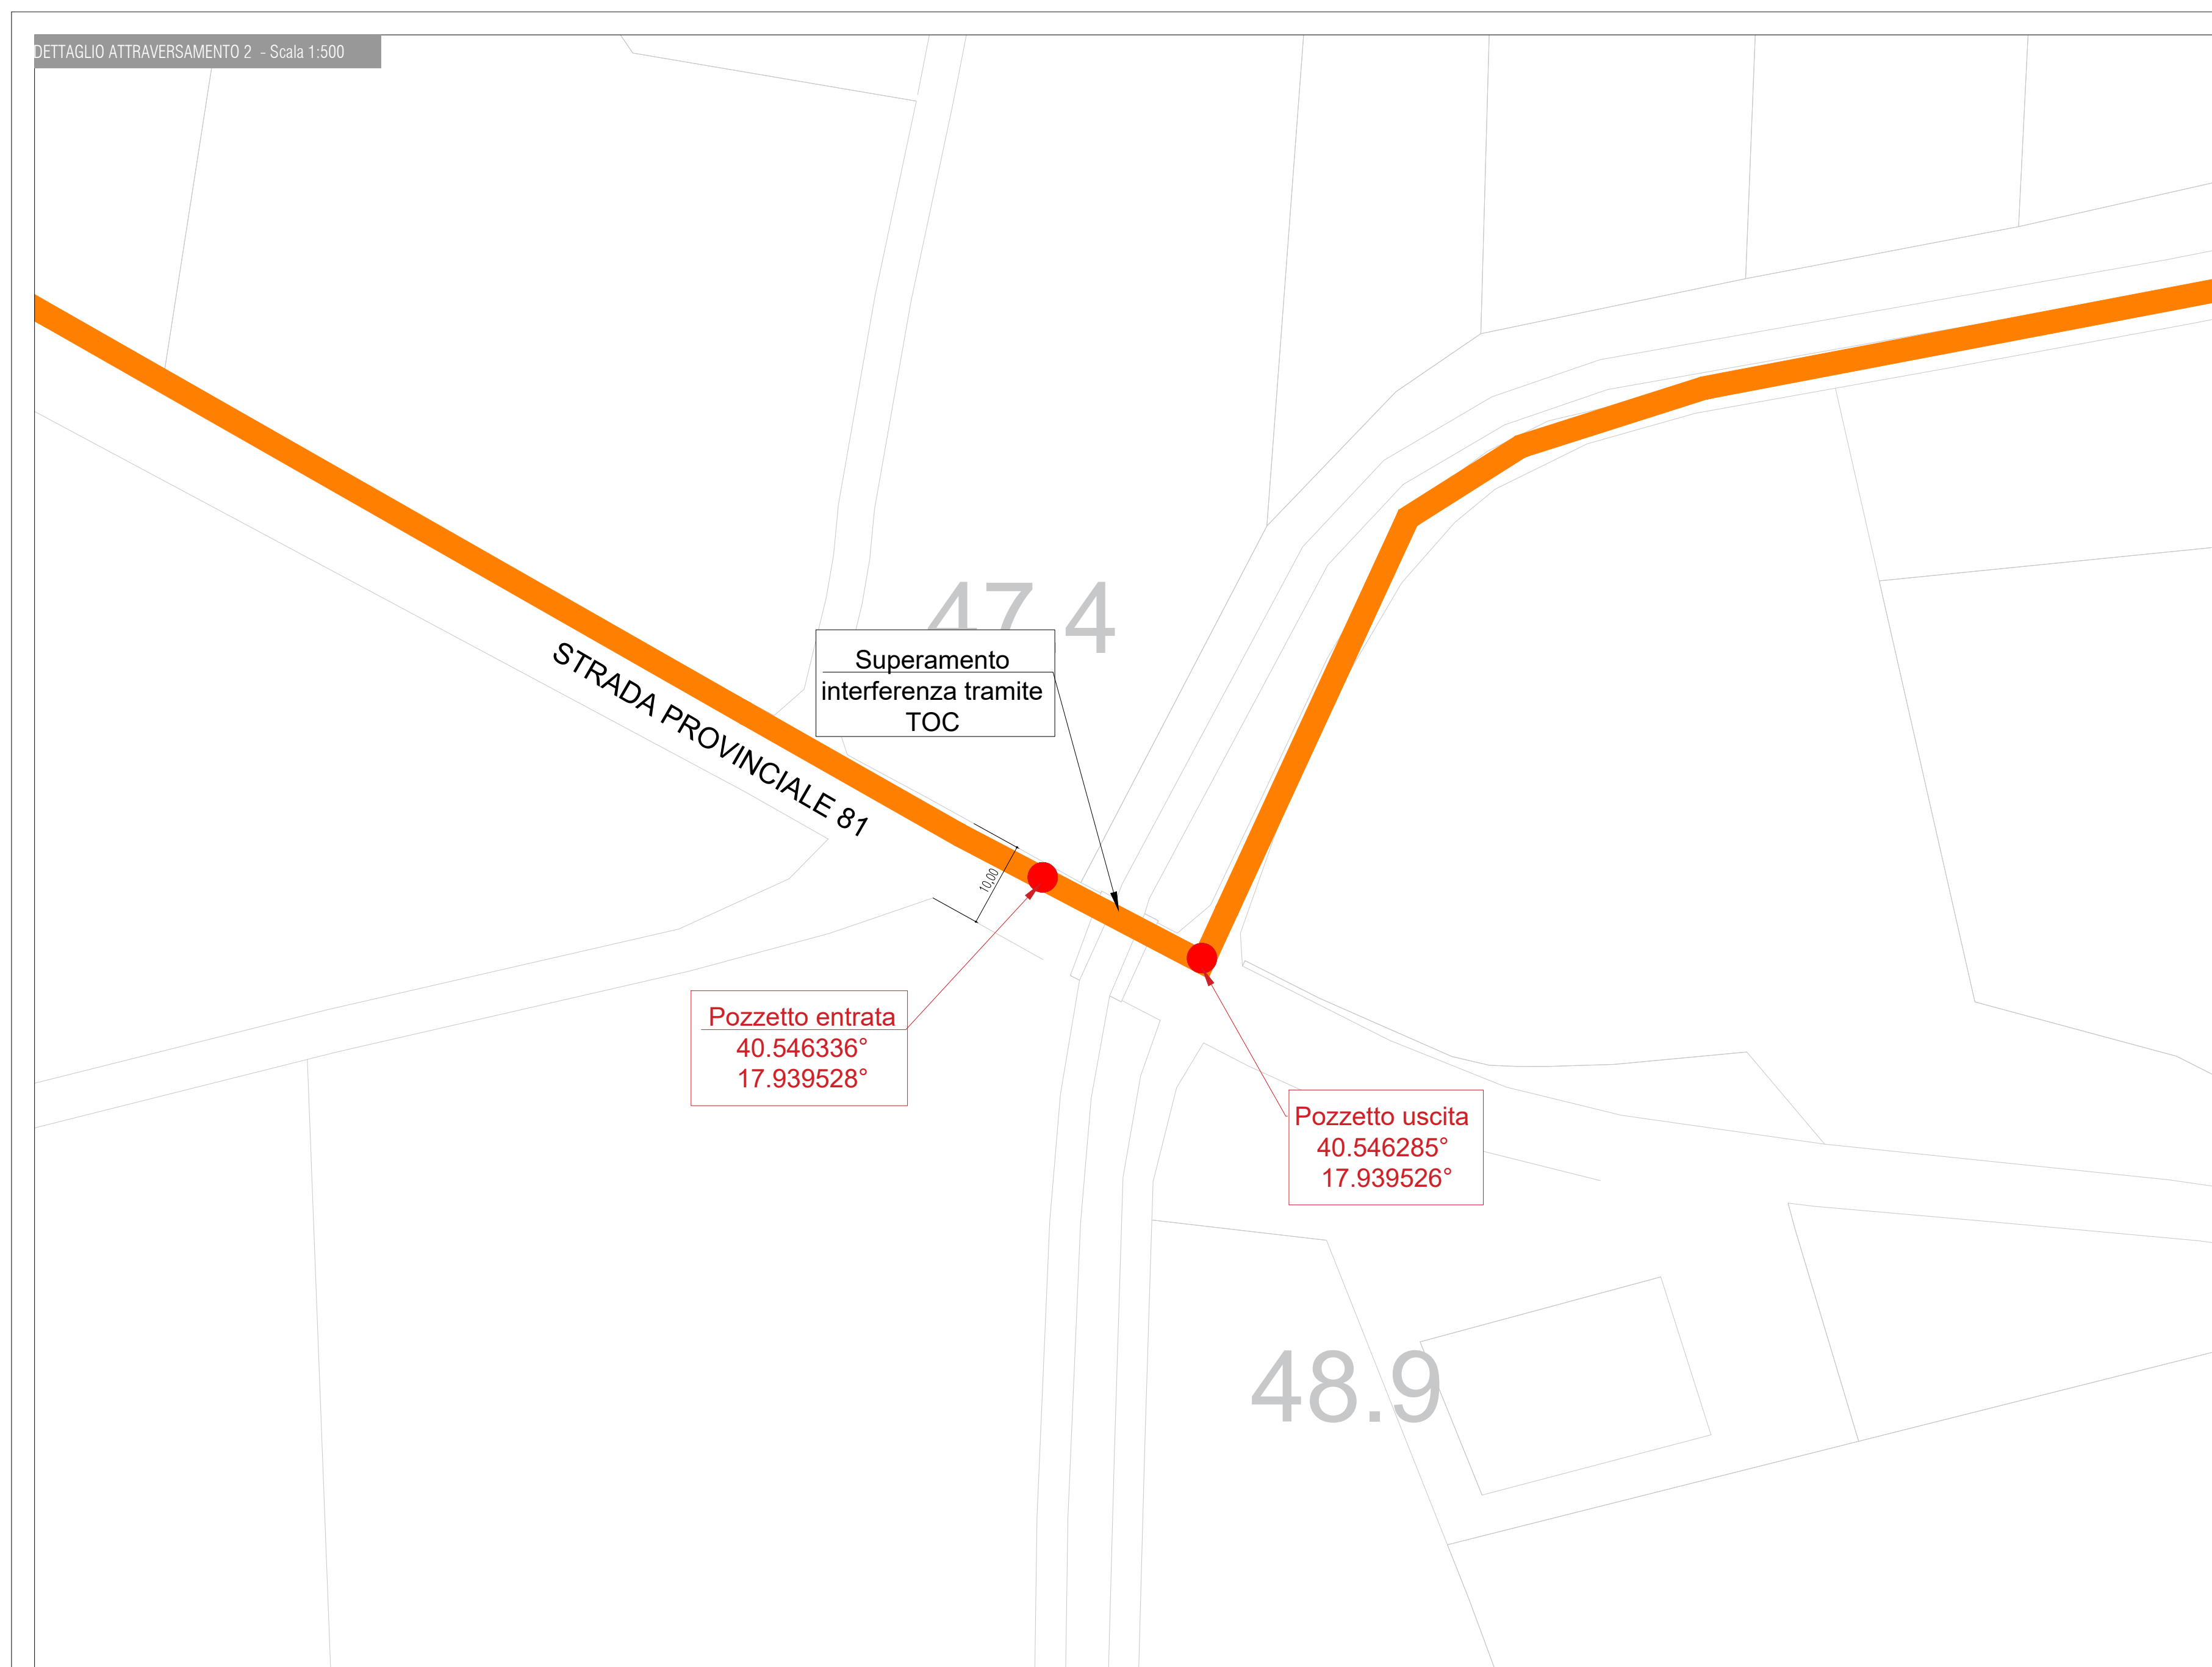 DETTAGLIO ATTRAVERSAMENTO 2 - Scala 1:500
47.4
Superamento
interferenza tramite
TOC
STRADA PROVINCIALE 81
10,00
Pozzetto entrata
40.546336°
17.939528°
Pozzetto uscita
40.546285°
17.939526°
48.9